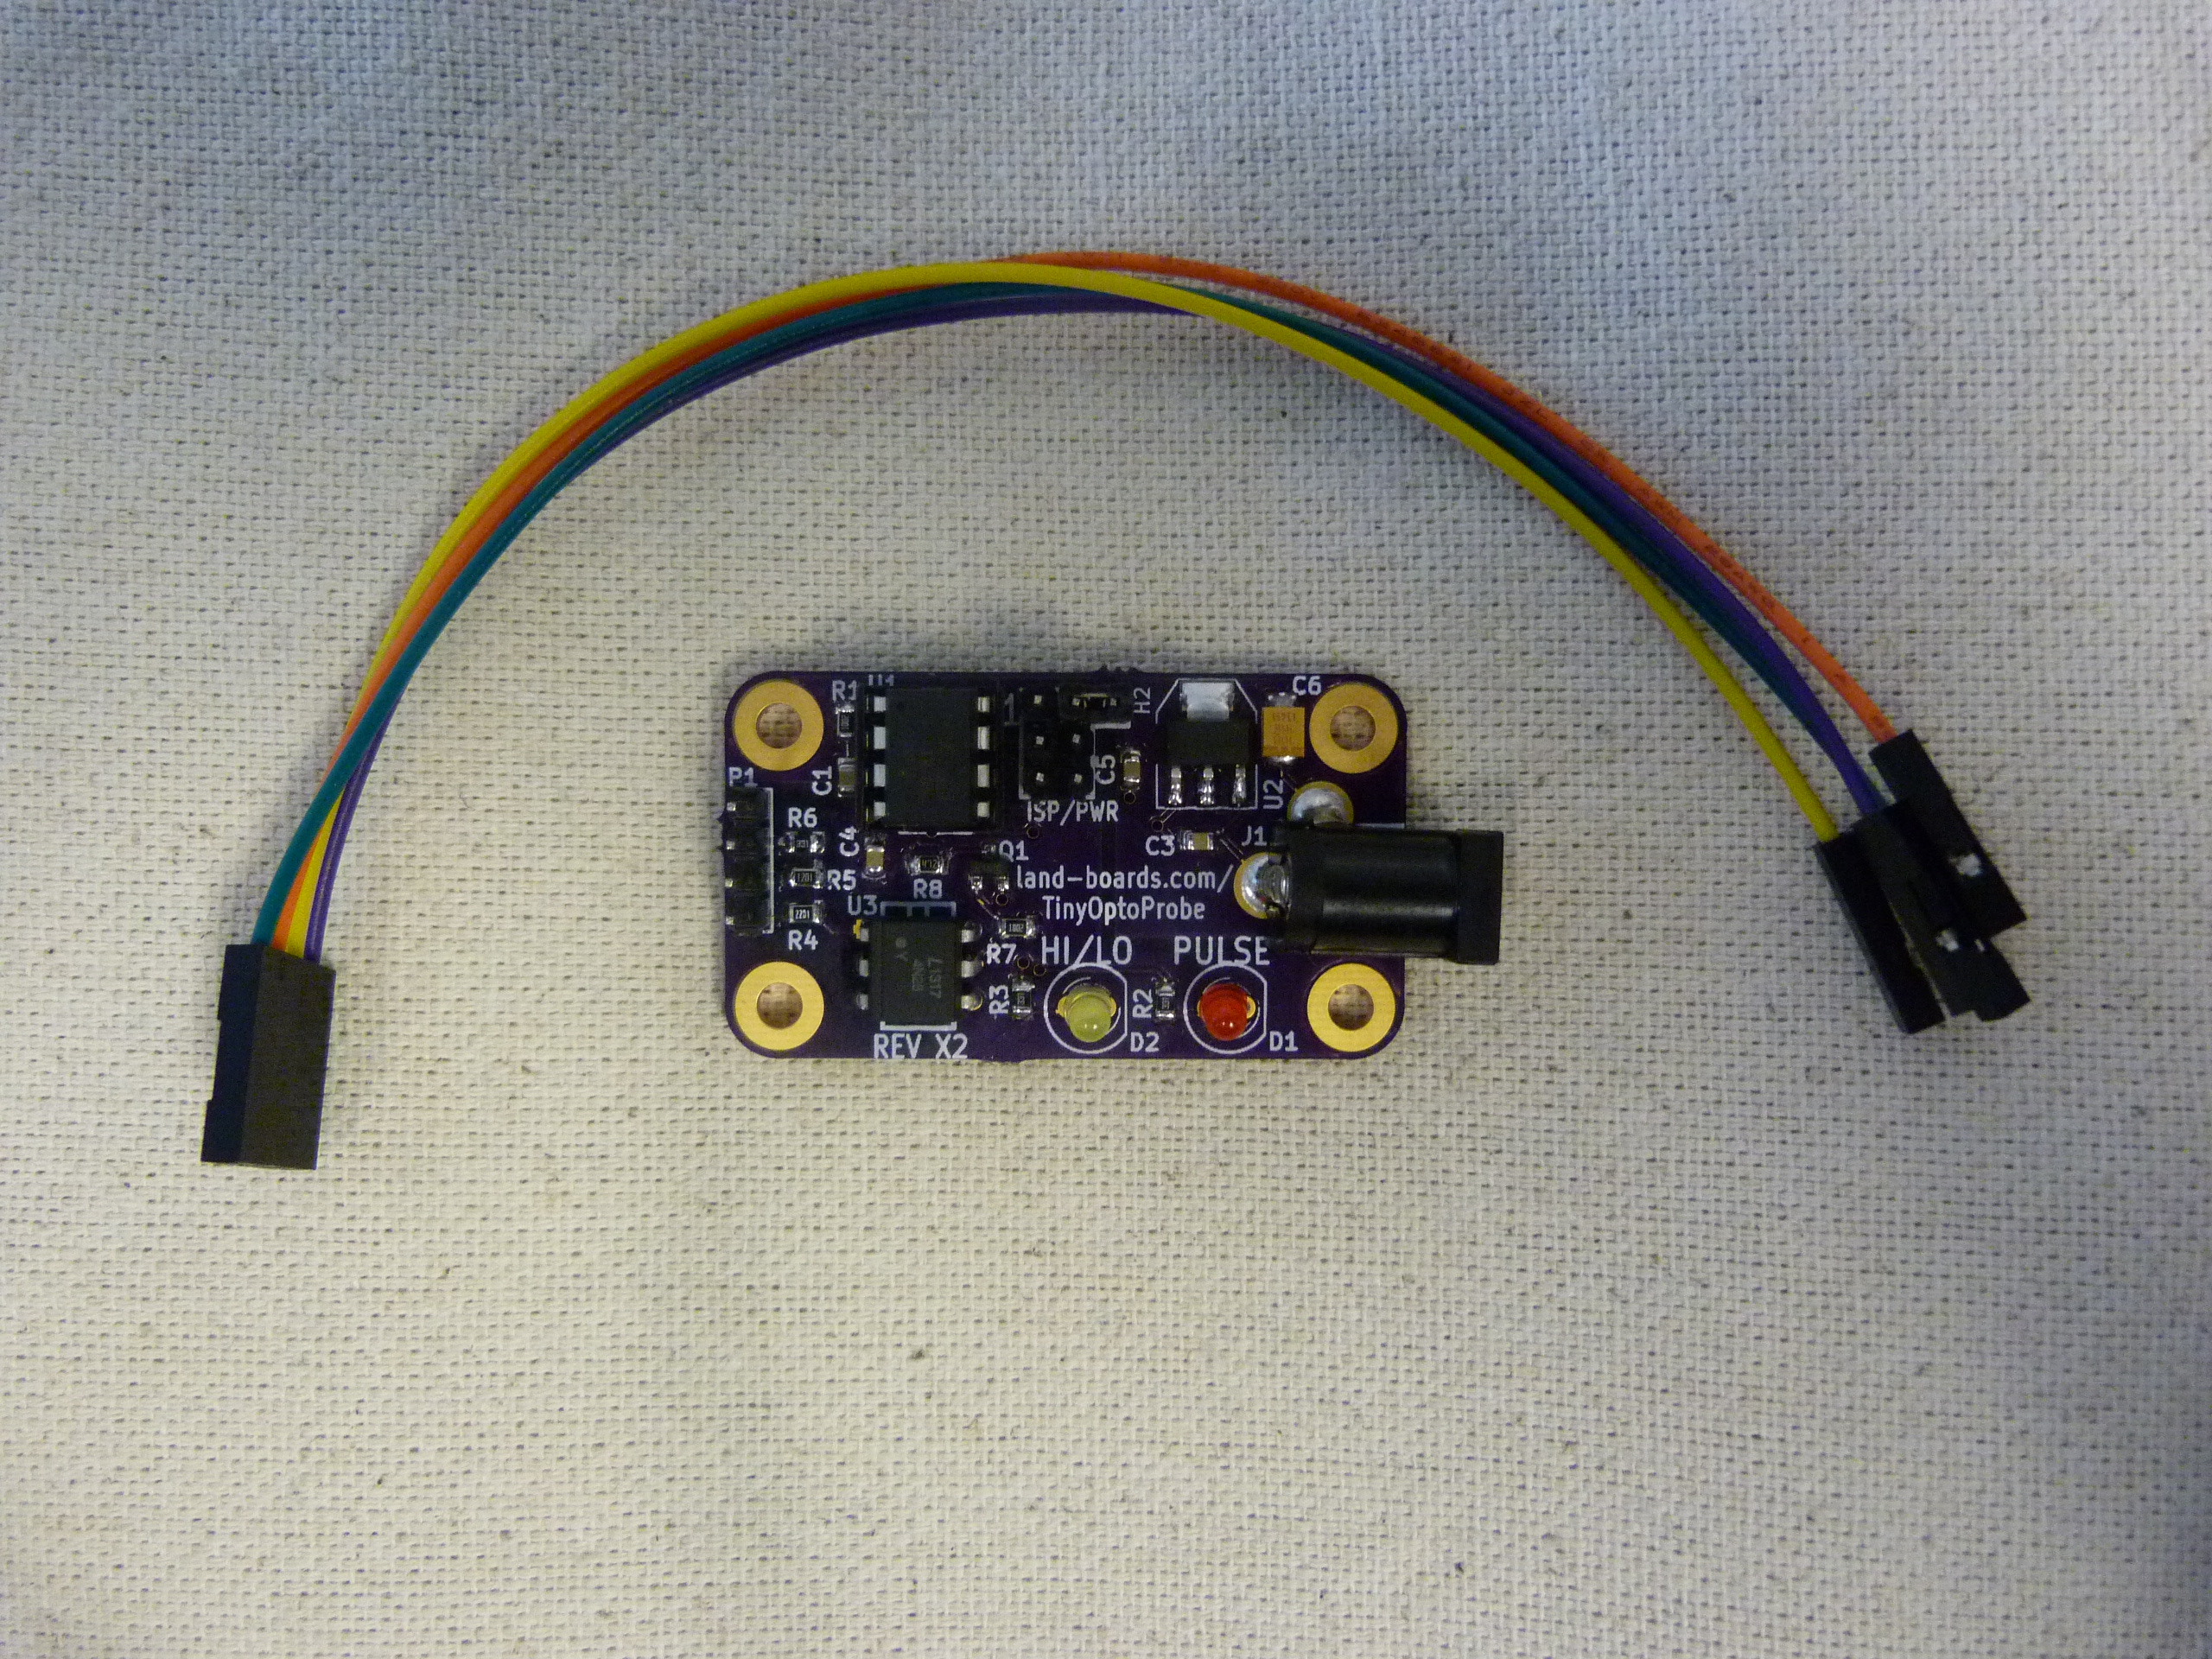 R1 U1
1
H2
C6
C1
C5
U2
P1
ISP/PWR
R6
C4
C3
J1
Q1
R5
R8
land-boards.com/
TinyOptoProbe
U3
R4
R7
HI/LO PULSE
R3
R2
D2
D1
REV X2